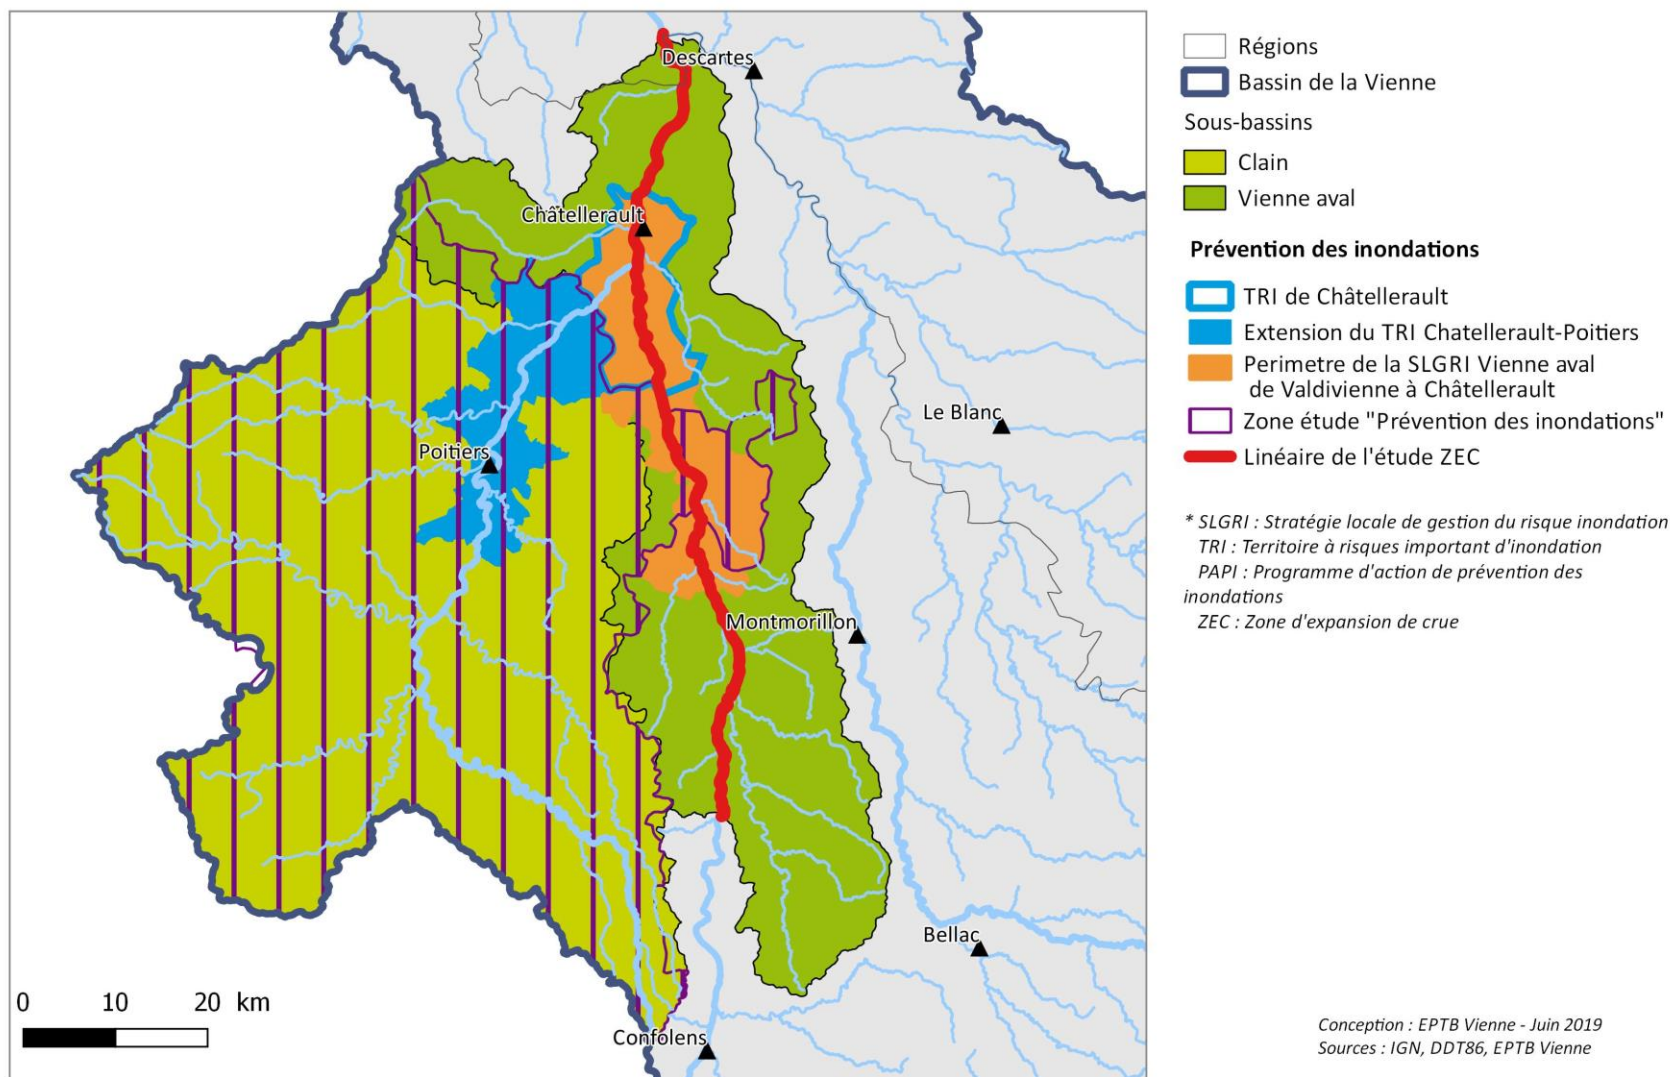 Descartes
Châtellerault
Poitiers
Le Blanc
Montmorillon
Bellac
Confolens
0 10 20 km
Régions
Bassin de la Vienne
Sous-bassins
Clain
Vienne aval
Prévention des inondations
TRI de Châtellerault
Extension du TRI Chatellerault-Poitiers
Perimetre de la SLGRI Vienne aval
de Valdivienne à Châtellerault
Zone étude "Prévention des inondations"
Linéaire de l'étude ZEC
* SLGRI : Stratégie locale de gestion du risque inondation
TRI : Territoire à risques important d'inondation
PAPI : Programme d'action de prévention des
inondations
ZEC : Zone d'expansion de crue
Conception : EPTB Vienne - Juin 2019
Sources : IGN, DDT86, EPTB Vienne